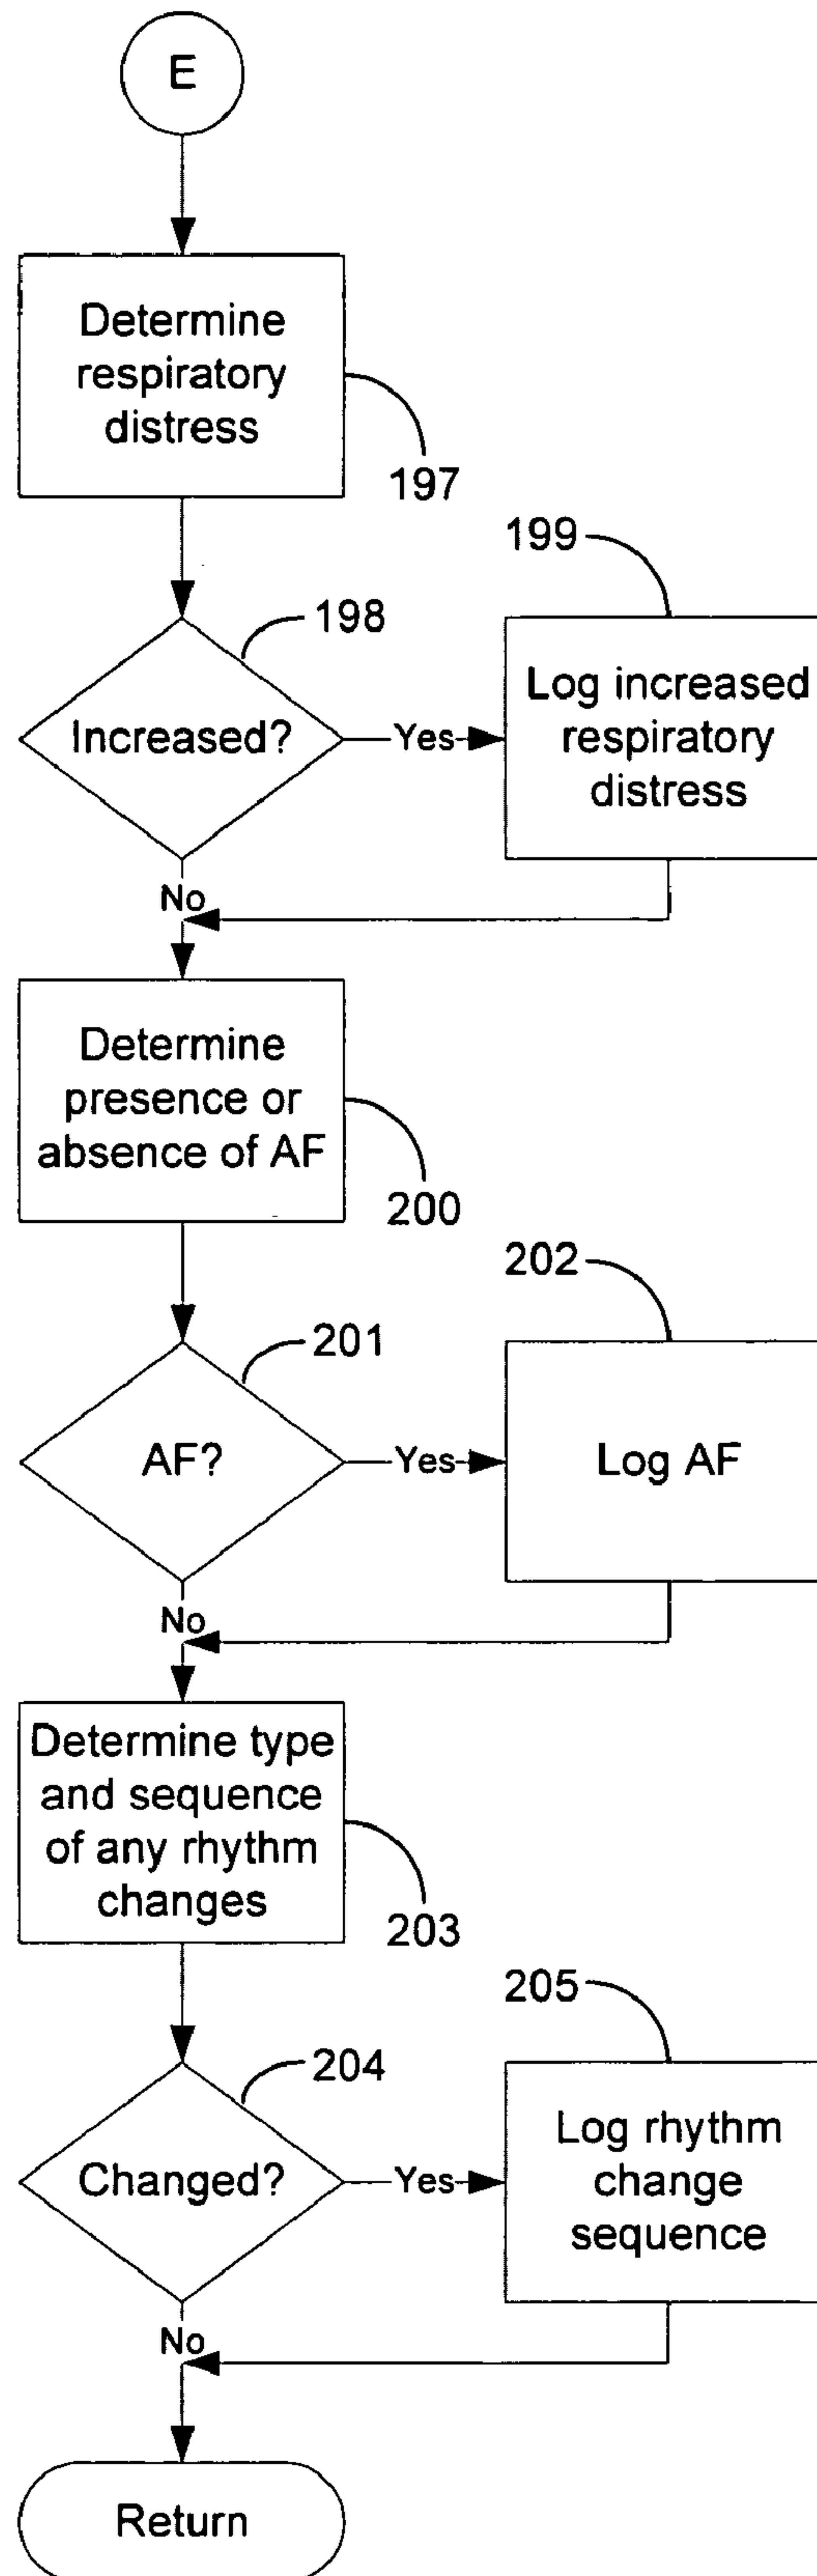 E
Determine
respiratory
distress
197
198
199
Increased?
Yes
Log increased
respiratory
distress
No
Determine
presence or
absence of AF
200
201
202
AF?
Yes
Log AF
No
Determine type
and sequence
of any rhythm
changes
203
204
205
Changed?
Yes
Log rhythm
change
sequence
No
Return